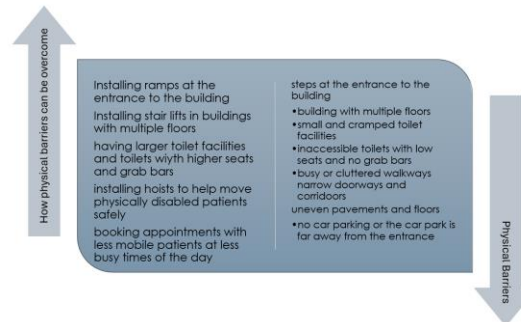 How physical barriers can be overcome
Installing ramps at the
entrance to the building
Installing stair lifts in buildings
with multiple floors
having larger toilet facilities
and toilets wiyth higher seats
and grab bars
installing hoists to help move
physically disabled patients
safely
booking appointments with
less mobile patients at less
busy times of the day
steps at the entrance to the
building
•building with multiple floors
•small and cramped toilet
facilities
•inaccessible toilets with low
seats and no grab bars
•busy or cluttered walkways
narrow doorways and
corridoors
uneven pavements and floors
•no car parking or the car park is
far away from the entrance
Physical Barriers